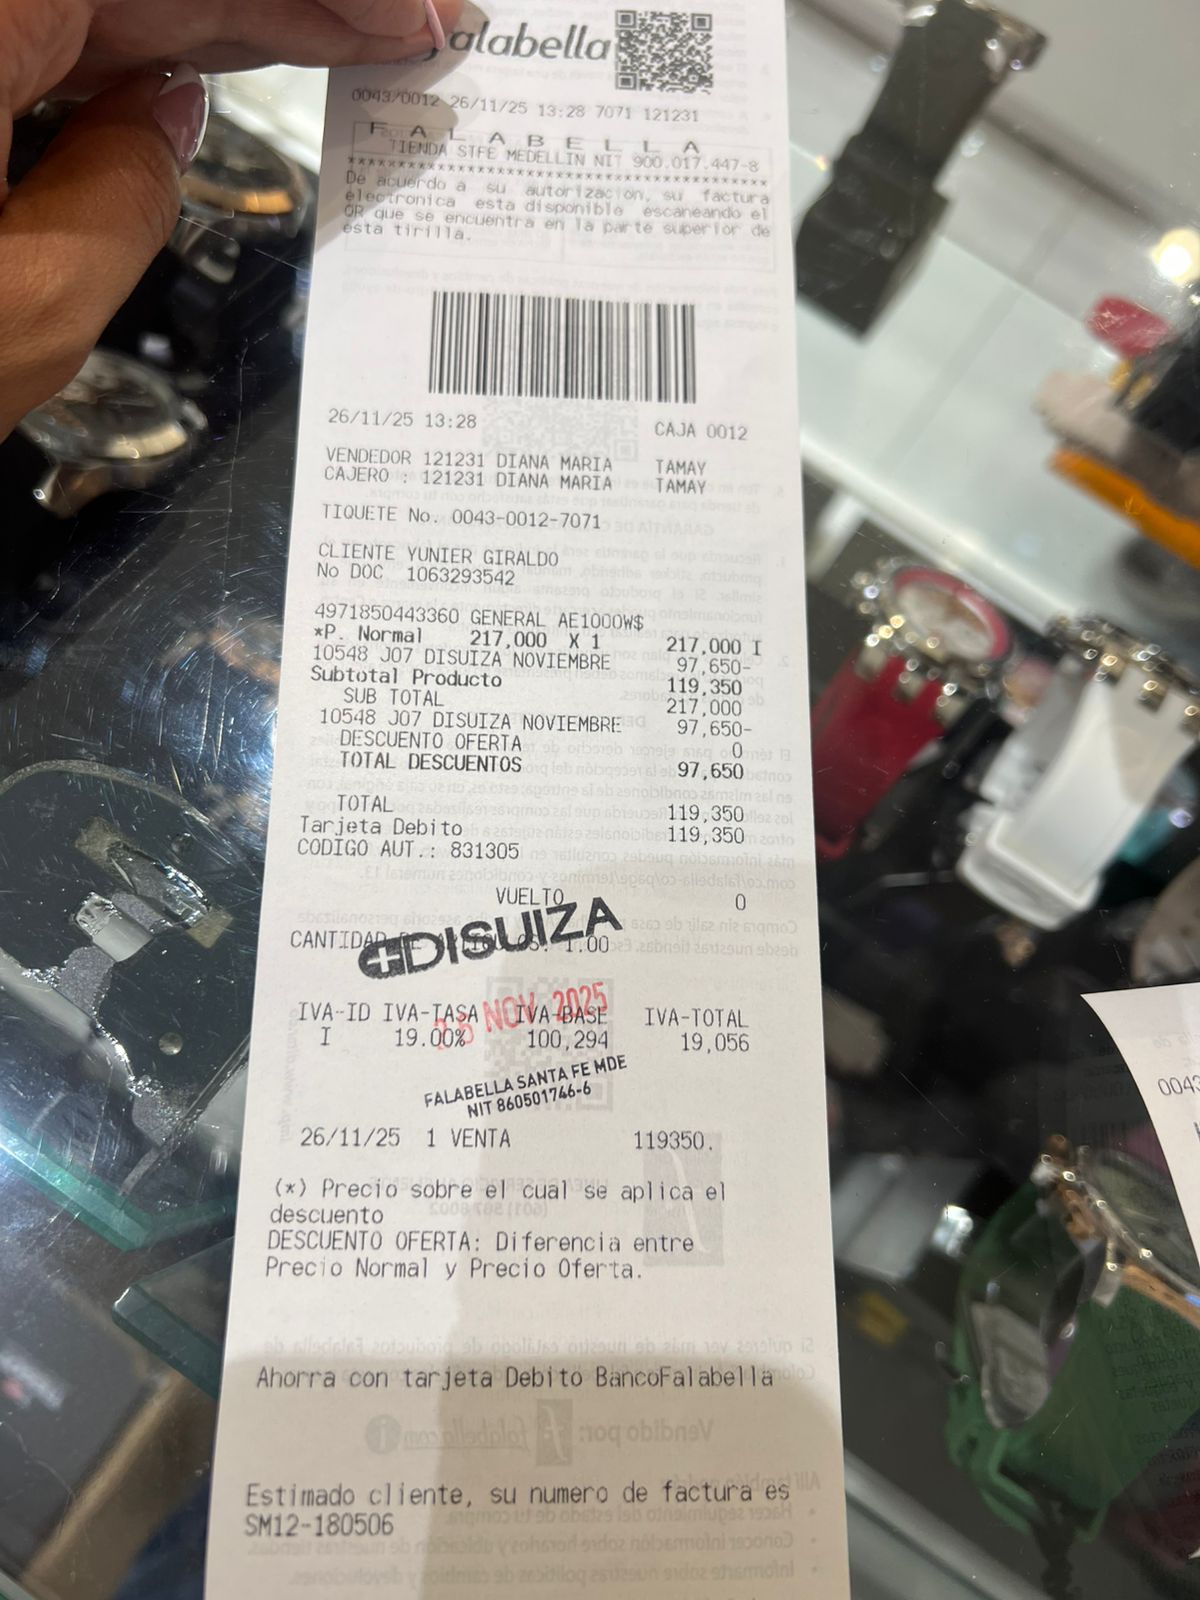 falabella
0043/0012 26/11/25 13:28 7071 121231
F A L A B E L L A
TIENDA STFE MEDELLIN NIT 900.017.447-8
******************************************
De acuerdo a su autorizacion, su factura
electronica esta disponible escaneando el
QR que se encuentra en la parte superior de
esta tirilla.
26/11/25 13:28 CAJA 0012
VENDEDOR 121231 DIANA MARIA TAMAY
CAJERO : 121231 DIANA MARIA TAMAY
TIQUETE No. 0043-0012-7071
CLIENTE YUNIER GIRALDO
No DOC 1063293542
4971850443360 GENERAL AE1000W$
*P. Normal 217,000 X 1 217,000 I
10548 J07 DISUIZA NOVIEMBRE 97,650-
Subtotal Producto 119,350
SUB TOTAL 217,000
10548 J07 DISUIZA NOVIEMBRE 97,650-
DESCUENTO OFERTA 0
TOTAL DESCUENTOS 97,650
TOTAL 119,350
Tarjeta Debito 119,350
CODIGO AUT.: 831305
VUELTO 0
DISUIZA
CANTIDAD DE 1.00
26 NOV 2025
IVA-ID IVA-TASA IVA-BASE IVA-TOTAL
I 19.00% 100,294 19,056
FALABELLA SANTA FE MDE
NIT 860501746-6
26/11/25 1 VENTA 119350.
(*) Precio sobre el cual se aplica el
descuento
DESCUENTO OFERTA: Diferencia entre
Precio Normal y Precio Oferta.
Ahorra con tarjeta Debito BancoFalabella
Estimado cliente, su numero de factura es
SM12-180506